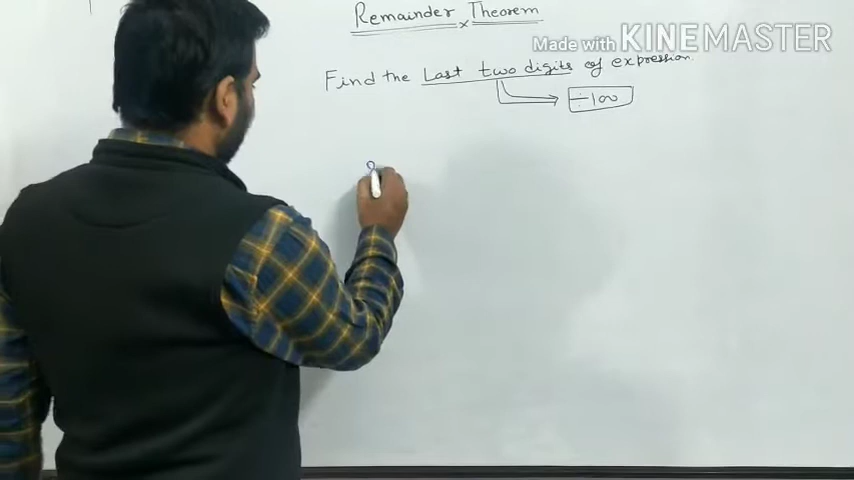 Remainder Theorem
Made with KINEMASTER
Find the Last two digits of expression.
÷100